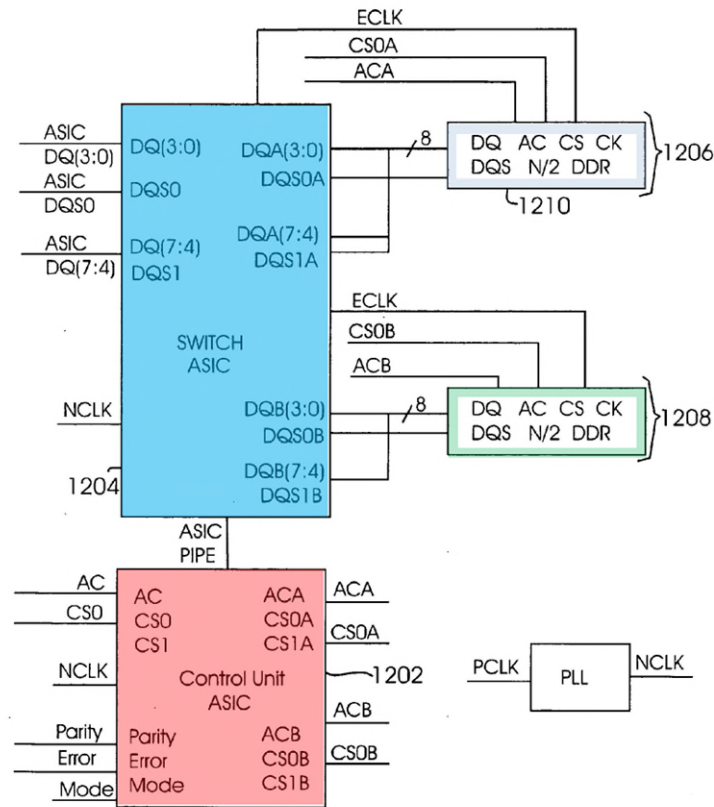 ECLK
CS0A
ACA
8
DQ AC CS CK
DQS N/2 DDR
1206
1210
ASIC
DQ(3:0)
ASIC
DQS0
ASIC
DQ(7:4)
NCLK
1204
DQ(3:0)
DQS0
DQ(7:4)
DQS1
DQA(3:0)
DQS0A
DQA(7:4)
DQS1A
SWITCH
ASIC
DQB(3:0)
DQS0B
DQB(7:4)
DQS1B
ECLK
CS0B
ACB
8
DQ AC CS CK
DQS N/2 DDR
1208
ASIC
PIPE
AC
CS0
NCLK
Parity
Error
Mode
AC
CS0
CS1
ACA
CS0A
CS1A
Control Unit
ASIC
Parity
Error
Mode
ACB
CS0B
CS1B
ACA
CS0A
1202
ACB
CS0B
PCLK
PLL
NCLK